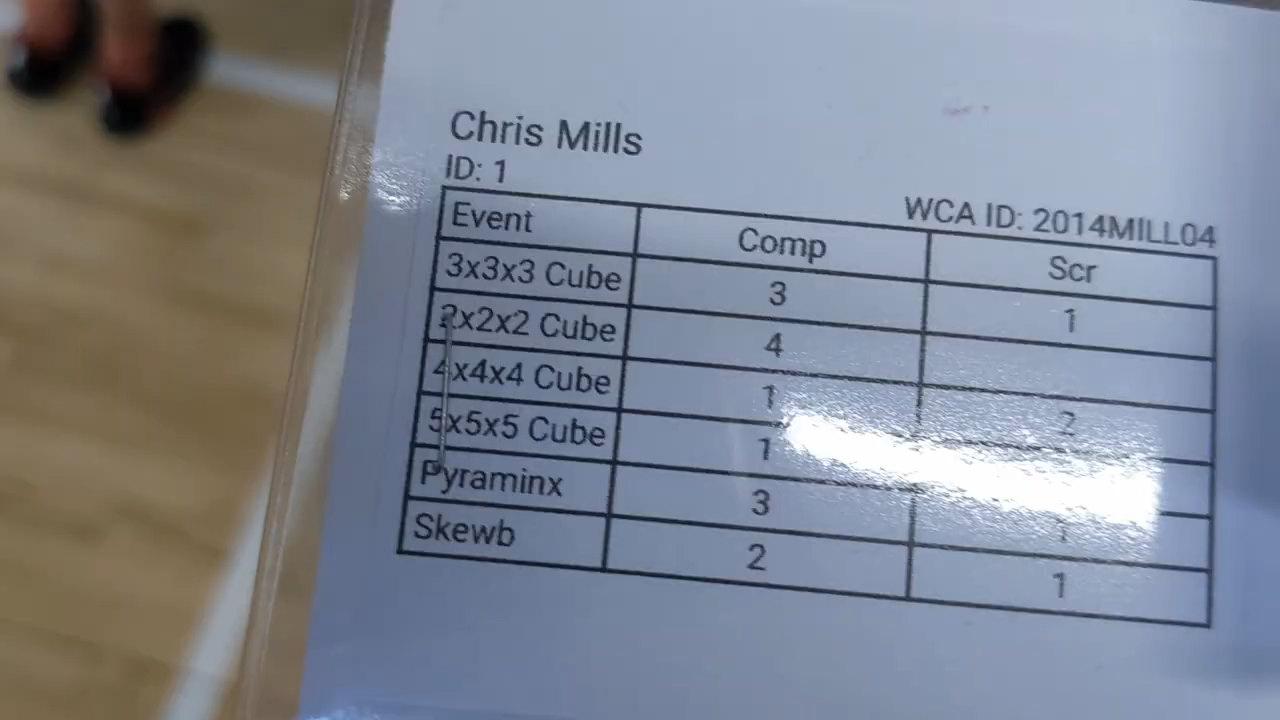 Chris Mills
ID: 1
WCA ID: 2014MILL04
Event Comp Scr
3x3x3 Cube 3 1
2x2x2 Cube 4
4x4x4 Cube 1 2
5x5x5 Cube 1
Pyraminx 3 1
Skewb 2 1